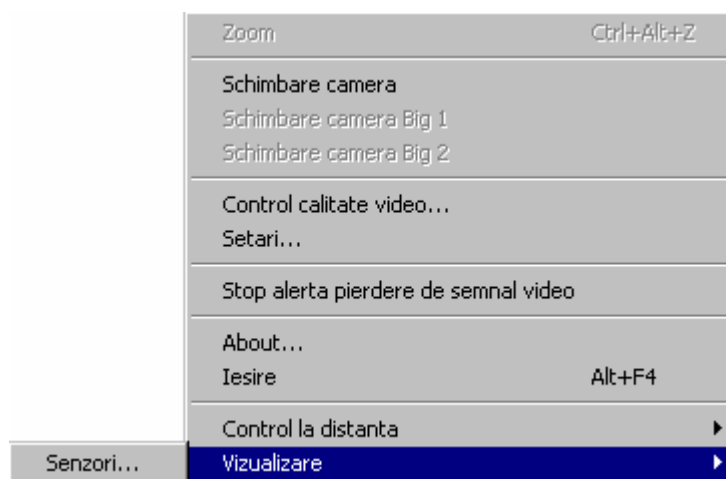 Zoom Ctrl+Alt+Z
Schimbare camera
Schimbare camera Big 1
Schimbare camera Big 2
Control calitate video...
Setari...
Stop alerta pierdere de semnal video
About...
Iesire Alt+F4
Control la distanta
Senzori... Vizualizare